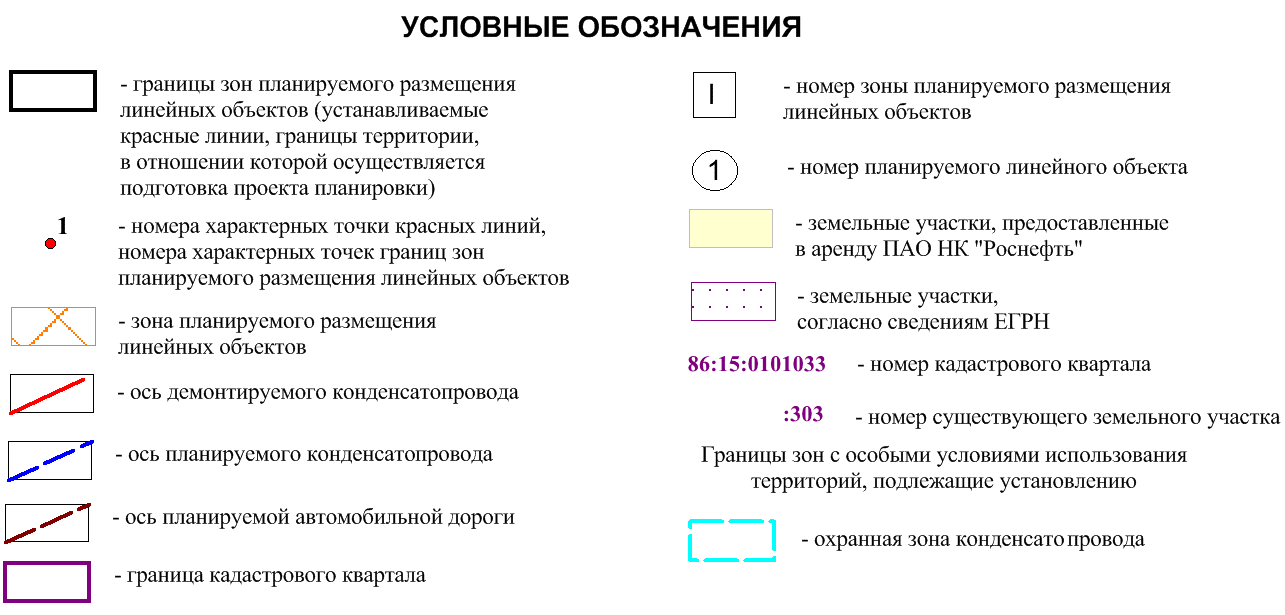 УСЛОВНЫЕ ОБОЗНАЧЕНИЯ
- границы зон планируемого размещения
линейных объектов (устанавливаемые
красные линии, границы территории,
в отношении которой осуществляется
подготовка проекта планировки)
1
- номера характерных точки красных линий,
номера характерных точек границ зон
планируемого размещения линейных объектов
- зона планируемого размещения
линейных объектов
- ось демонтируемого конденсатопровода
- ось планируемого конденсатопровода
- ось планируемой автомобильной дороги
- граница кадастрового квартала
I
- номер зоны планируемого размещения
линейных объектов
1
- номер планируемого линейного объекта
- земельные участки, предоставленные
в аренду ПАО НК "Роснефть"
- земельные участки,
согласно сведениям ЕГРН
86:15:0101033 - номер кадастрового квартала
:303 - номер существующего земельного участка
Границы зон с особыми условиями использования
территорий, подлежащие установлению
- охранная зона конденсатопровода